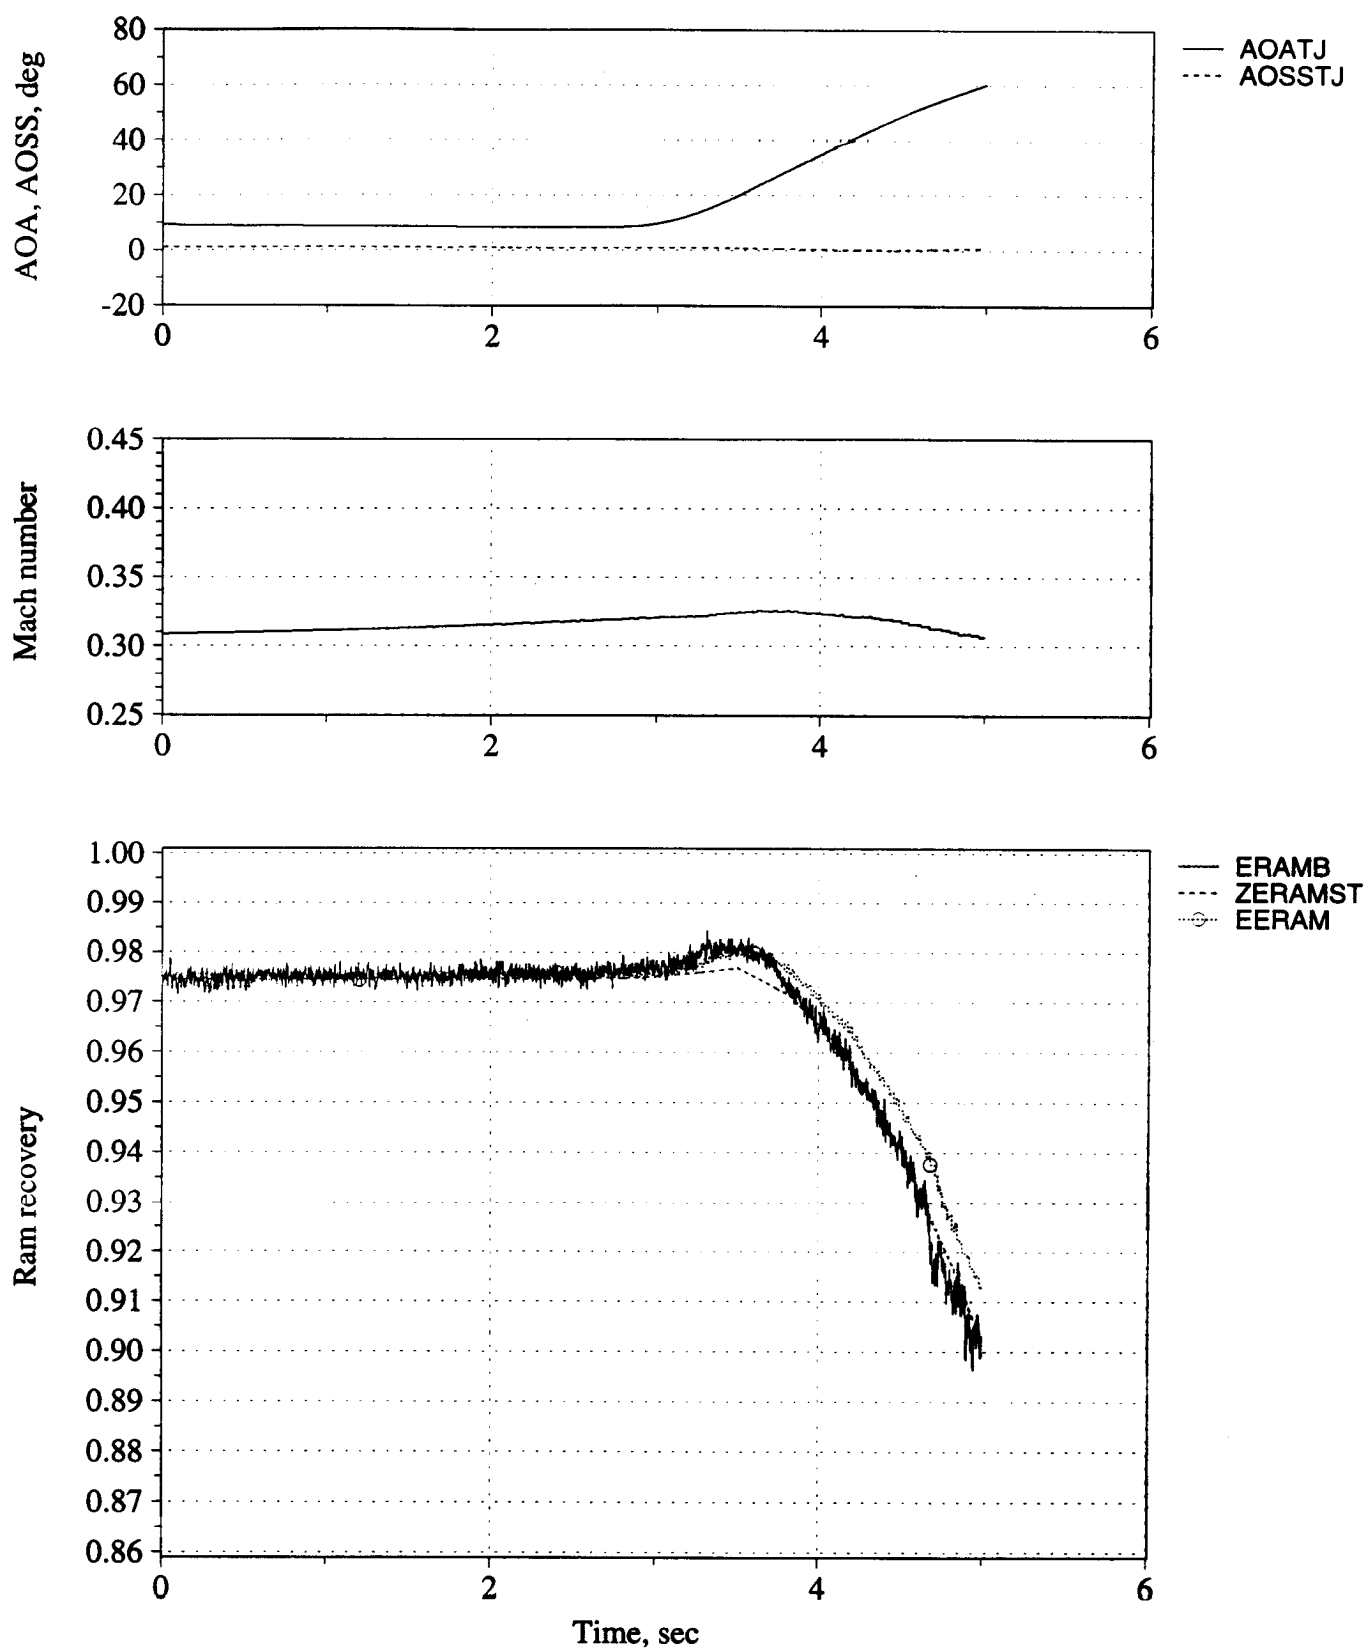 AOA, AOSS, deg
80
60
40
20
0
-20
0 2 4 6
AOATJ
AOSSTJ
Mach number
0.45
0.40
0.35
0.30
0.25
0 2 4 6
Ram recovery
1.00
0.99
0.98
0.97
0.96
0.95
0.94
0.93
0.92
0.91
0.90
0.89
0.88
0.87
0.86
0 2 4 6
Time, sec
ERAMB
ZERAMST
EERAM